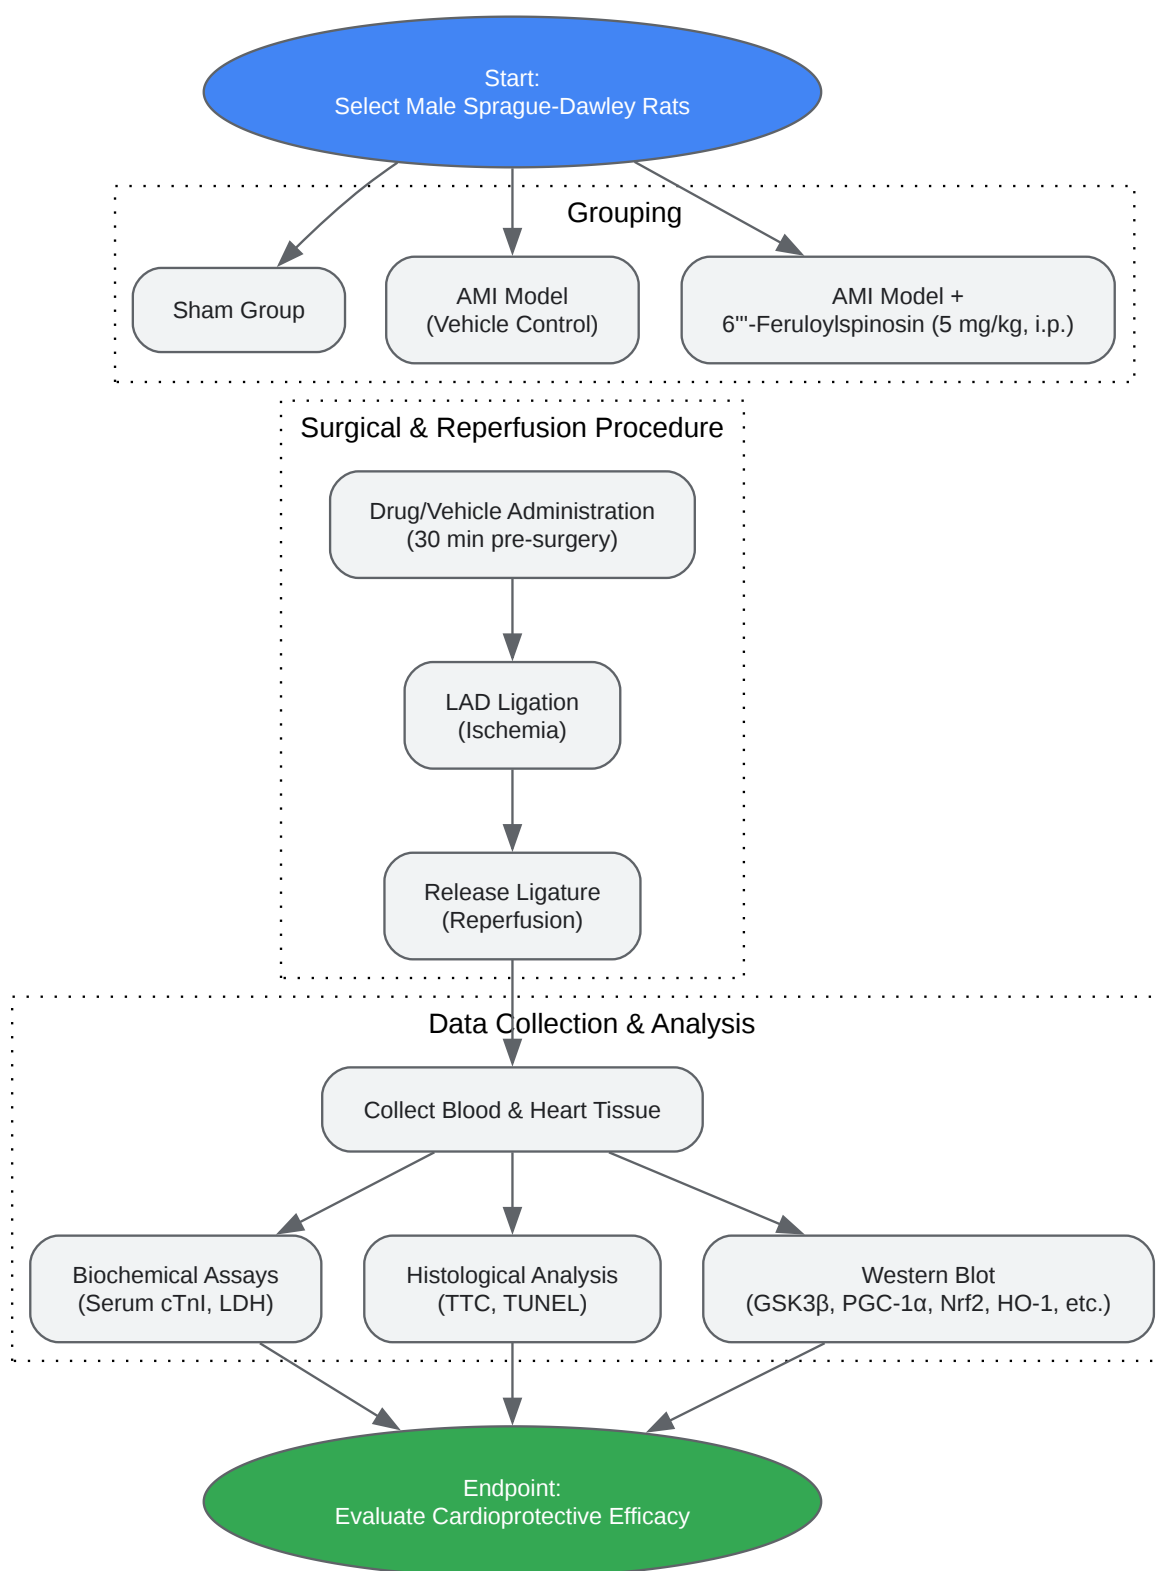 Start:
Select Male Sprague-Dawley Rats
Grouping
Sham Group
AMI Model
(Vehicle Control)
AMI Model +
6'''-Feruloylspinosin (5 mg/kg, i.p.)
Surgical & Reperfusion Procedure
Drug/Vehicle Administration
(30 min pre-surgery)
LAD Ligation
(Ischemia)
Release Ligature
(Reperfusion)
Data Collection & Analysis
Collect Blood & Heart Tissue
Biochemical Assays
(Serum cTnI, LDH)
Histological Analysis
(TTC, TUNEL)
Western Blot
(GSK3β, PGC-1α, Nrf2, HO-1, etc.)
Endpoint:
Evaluate Cardioprotective Efficacy